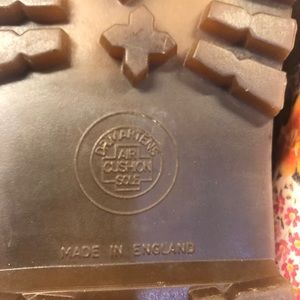 DR.MARTENS
AIR
CUSHION
SOLE
MADE IN ENGLAND